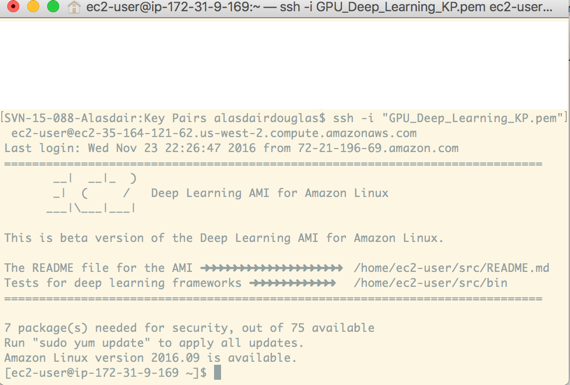 ec2-user@ip-172-31-9-169:~ — ssh -i GPU_Deep_Learning_KP.pem ec2-user...
[SVN-15-088-Alasdair:Key Pairs alasdairdouglas$ ssh -i "GPU_Deep_Learning_KP.pem"]
ec2-user@ec2-35-164-121-62.us-west-2.compute.amazonaws.com
Last login: Wed Nov 23 22:26:47 2016 from 72-21-196-69.amazon.com
=============================================================================
__|  __|_  )
_|  (     /   Deep Learning AMI for Amazon Linux
___|\___|___|
This is beta version of the Deep Learning AMI for Amazon Linux.
The README file for the AMI ➜➜➜➜➜➜➜➜➜➜➜➜➜➜➜➜➜➜➜➜ /home/ec2-user/src/README.md
Tests for deep learning frameworks ➜➜➜➜➜➜➜➜➜➜➜➜ /home/ec2-user/src/bin
=============================================================================
7 package(s) needed for security, out of 75 available
Run "sudo yum update" to apply all updates.
Amazon Linux version 2016.09 is available.
[ec2-user@ip-172-31-9-169 ~]$